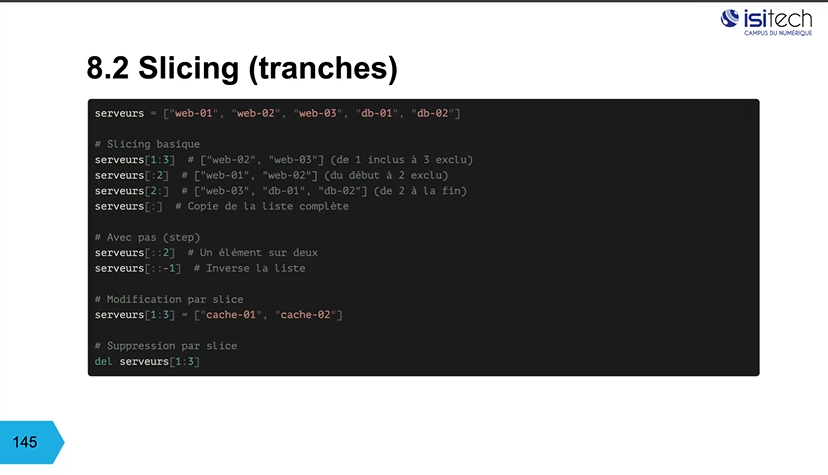 isitech
CAMPUS DU NUMÉRIQUE
8.2 Slicing (tranches)
serveurs = ["web-01", "web-02", "web-03", "db-01", "db-02"]
# Slicing basique
serveurs[1:3]  # ["web-02", "web-03"] (de 1 inclus à 3 exclu)
serveurs[:2]  # ["web-01", "web-02"] (du début à 2 exclu)
serveurs[2:]  # ["web-03", "db-01", "db-02"] (de 2 à la fin)
serveurs[:]  # Copie de la liste complète
# Avec pas (step)
serveurs[::2]  # Un élément sur deux
serveurs[::-1]  # Inverse la liste
# Modification par slice
serveurs[1:3] = ["cache-01", "cache-02"]
# Suppression par slice
del serveurs[1:3]
145